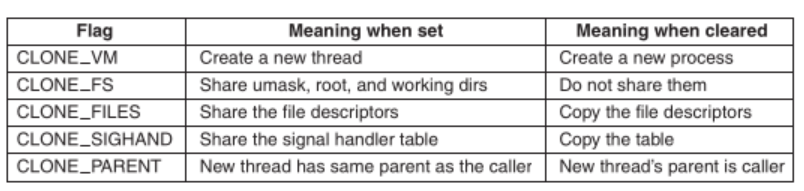 Flag Meaning when set Meaning when cleared
CLONE_VM Create a new thread Create a new process
CLONE_FS Share umask, root, and working dirs Do not share them
CLONE_FILES Share the file descriptors Copy the file descriptors
CLONE_SIGHAND Share the signal handler table Copy the table
CLONE_PARENT New thread has same parent as the caller New thread's parent is caller